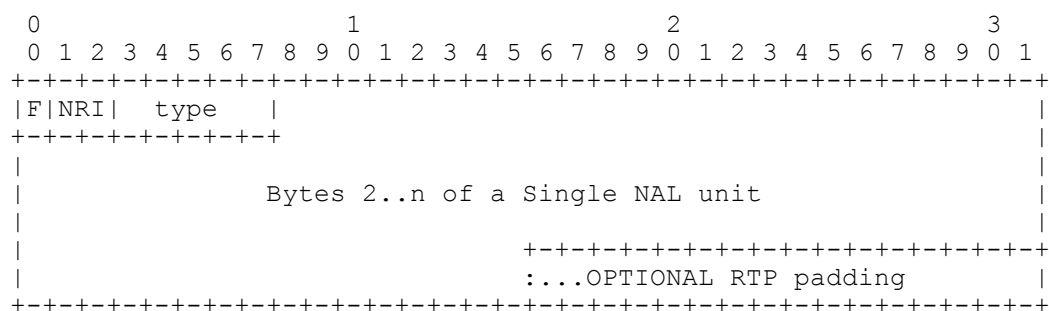 0                   1                   2                   3
 0 1 2 3 4 5 6 7 8 9 0 1 2 3 4 5 6 7 8 9 0 1 2 3 4 5 6 7 8 9 0 1
+-+-+-+-+-+-+-+-+-+-+-+-+-+-+-+-+-+-+-+-+-+-+-+-+-+-+-+-+-+-+-+-+
|F|NRI|  type   |                                               |
+-+-+-+-+-+-+-+-+                                               |
|                                                               |
|               Bytes 2..n of a Single NAL unit                 |
|                                                               |
|                               +-+-+-+-+-+-+-+-+-+-+-+-+-+-+-+-+
|                               :...OPTIONAL RTP padding        |
+-+-+-+-+-+-+-+-+-+-+-+-+-+-+-+-+-+-+-+-+-+-+-+-+-+-+-+-+-+-+-+-+